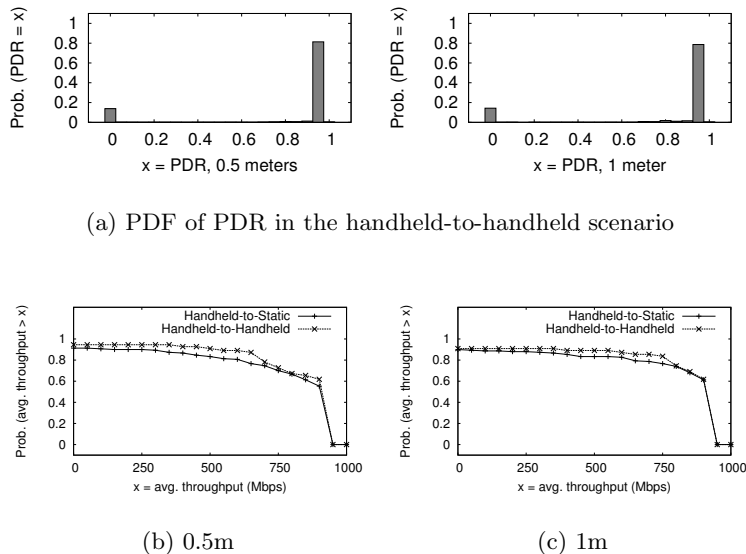 Prob. (PDR = x)
1
0.8
0.6
0.4
0.2
0
0 0.2 0.4 0.6 0.8 1
x = PDR, 0.5 meters
Prob. (PDR = x)
1
0.8
0.6
0.4
0.2
0
0 0.2 0.4 0.6 0.8 1
x = PDR, 1 meter
(a) PDF of PDR in the handheld-to-handheld scenario
Prob. (avg. throughput > x)
Handheld-to-Static
Handheld-to-Handheld
1
0.8
0.6
0.4
0.2
0
0 250 500 750 1000
x = avg. throughput (Mbps)
(b) 0.5m
Prob. (avg. throughput > x)
Handheld-to-Static
Handheld-to-Handheld
1
0.8
0.6
0.4
0.2
0
0 250 500 750 1000
x = avg. throughput (Mbps)
(c) 1m